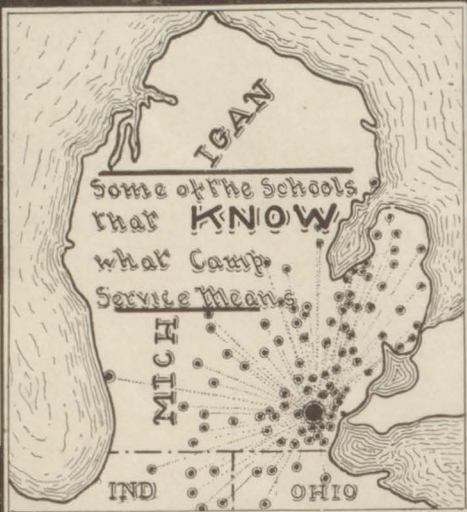 IGAN
Some of the Schools
that KNOW
what Camp
Service Means
MICH
IND
OHIO